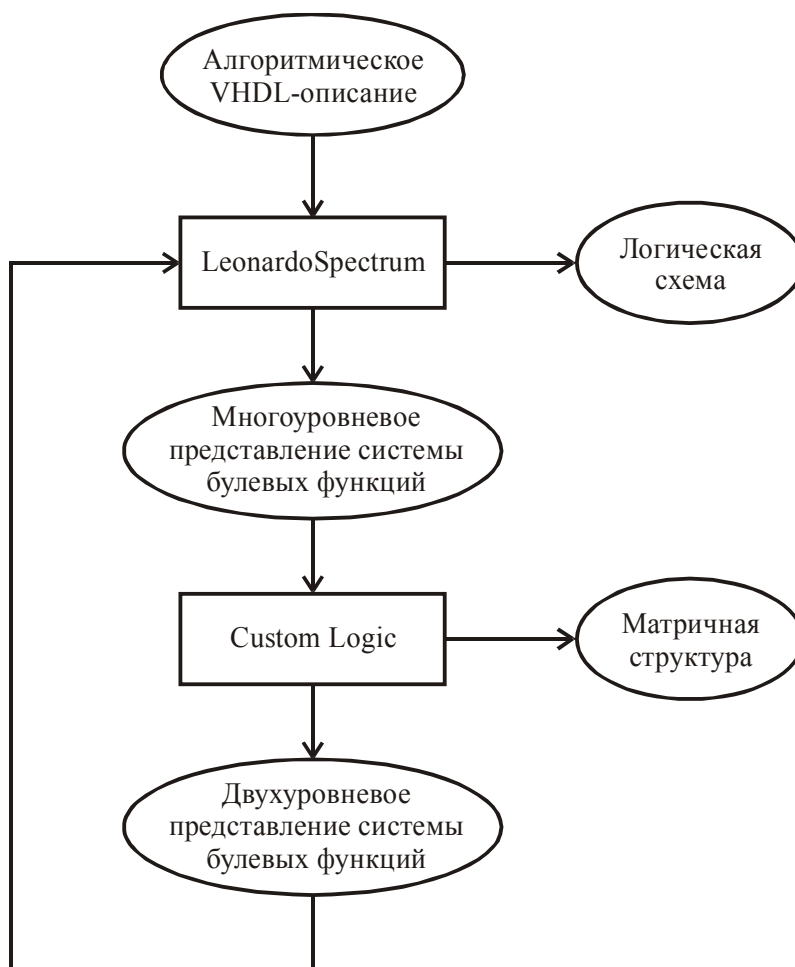 Алгоритмическое
VHDL-описание
LeonardoSpectrum
Логическая
схема
Многоуровневое
представление системы
булевых функций
Custom Logic
Матричная
структура
Двухуровневое
представление системы
булевых функций